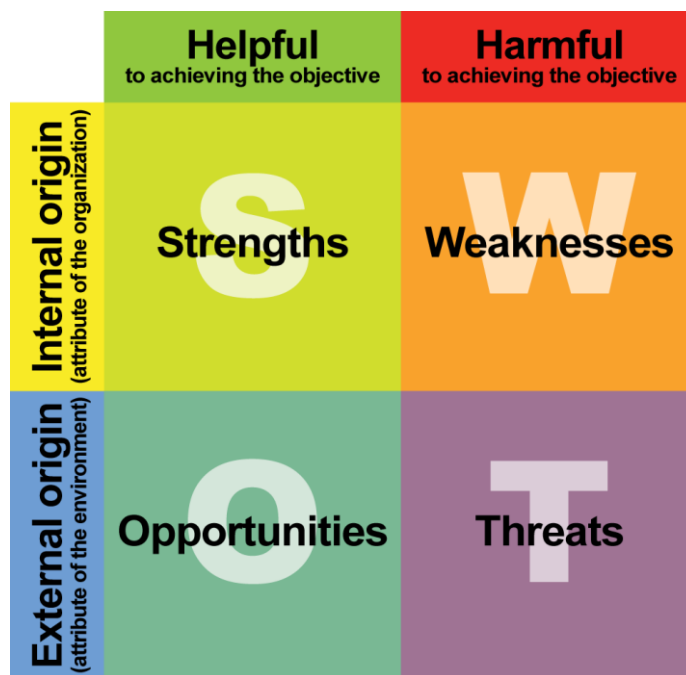 Helpful
to achieving the objective
Harmful
to achieving the objective
Internal origin
(attribute of the organization)
S
Strengths
W
Weaknesses
External origin
(attribute of the environment)
O
Opportunities
T
Threats